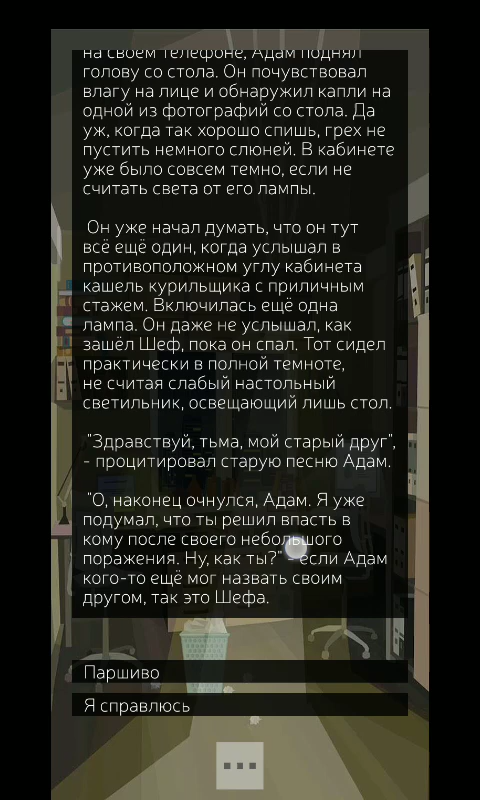 на своём телефоне, Адам поднял
голову со стола. Он почувствовал
влагу на лице и обнаружил капли на
одной из фотографий со стола. Да
уж, когда так хорошо спишь, грех не
пустить немного слюней. В кабинете
уже было совсем темно, если не
считать света от его лампы.
Он уже начал думать, что он тут
всё ещё один, когда услышал в
противоположном углу кабинета
кашель курильщика с приличным
стажем. Включилась ещё одна
лампа. Он даже не услышал, как
зашёл Шеф, пока он спал. Тот сидел
практически в полной темноте,
не считая слабый настольный
светильник, освещающий лишь стол.
"Здравствуй, тьма, мой старый друг",
- процитировал старую песню Адам.
"О, наконец очнулся, Адам. Я уже
подумал, что ты решил впасть в
кому после своего небольшого
поражения. Ну, как ты?" - если Адам
кого-то ещё мог назвать своим
другом, так это Шефа.
Паршиво
Я справлюсь